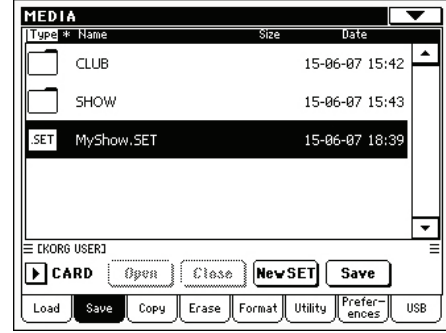 MEDIA
Type * Name Size Date
CLUB 15-06-07 15:42
SHOW 15-06-07 15:43
.SET MyShow.SET 15-06-07 18:39
[KORG USER]
CARD Open Close New SET Save
Load Save Copy Erase Format Utility Prefer-ences USB